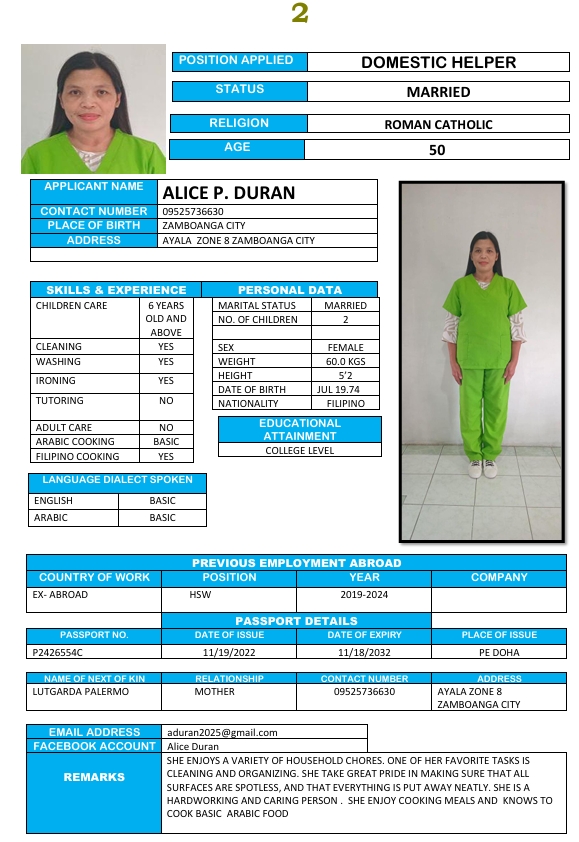 2
POSITION APPLIED DOMESTIC HELPER
STATUS MARRIED
RELIGION ROMAN CATHOLIC
AGE 50
APPLICANT NAME ALICE P. DURAN
CONTACT NUMBER 09525736630
PLACE OF BIRTH ZAMBOANGA CITY
ADDRESS AYALA  ZONE 8 ZAMBOANGA CITY
SKILLS & EXPERIENCE
CHILDREN CARE 6 YEARS
OLD AND
ABOVE
CLEANING YES
WASHING YES
IRONING YES
TUTORING NO
ADULT CARE NO
ARABIC COOKING BASIC
FILIPINO COOKING YES
PERSONAL DATA
MARITAL STATUS MARRIED
NO. OF CHILDREN 2
SEX FEMALE
WEIGHT 60.0 KGS
HEIGHT 5'2
DATE OF BIRTH JUL 19.74
NATIONALITY FILIPINO
EDUCATIONAL
ATTAINMENT
COLLEGE LEVEL
LANGUAGE DIALECT SPOKEN
ENGLISH BASIC
ARABIC BASIC
PREVIOUS EMPLOYMENT ABROAD
COUNTRY OF WORK POSITION YEAR COMPANY
EX- ABROAD HSW 2019-2024
PASSPORT DETAILS
PASSPORT NO. DATE OF ISSUE DATE OF EXPIRY PLACE OF ISSUE
P2426554C 11/19/2022 11/18/2032 PE DOHA
NAME OF NEXT OF KIN RELATIONSHIP CONTACT NUMBER ADDRESS
LUTGARDA PALERMO MOTHER 09525736630 AYALA ZONE 8
ZAMBOANGA CITY
EMAIL ADDRESS aduran2025@gmail.com
FACEBOOK ACCOUNT Alice Duran
REMARKS
SHE ENJOYS A VARIETY OF HOUSEHOLD CHORES. ONE OF HER FAVORITE TASKS IS
CLEANING AND ORGANIZING. SHE TAKE GREAT PRIDE IN MAKING SURE THAT ALL
SURFACES ARE SPOTLESS, AND THAT EVERYTHING IS PUT AWAY NEATLY. SHE IS A
HARDWORKING AND CARING PERSON .  SHE ENJOY COOKING MEALS AND  KNOWS TO
COOK BASIC  ARABIC FOOD